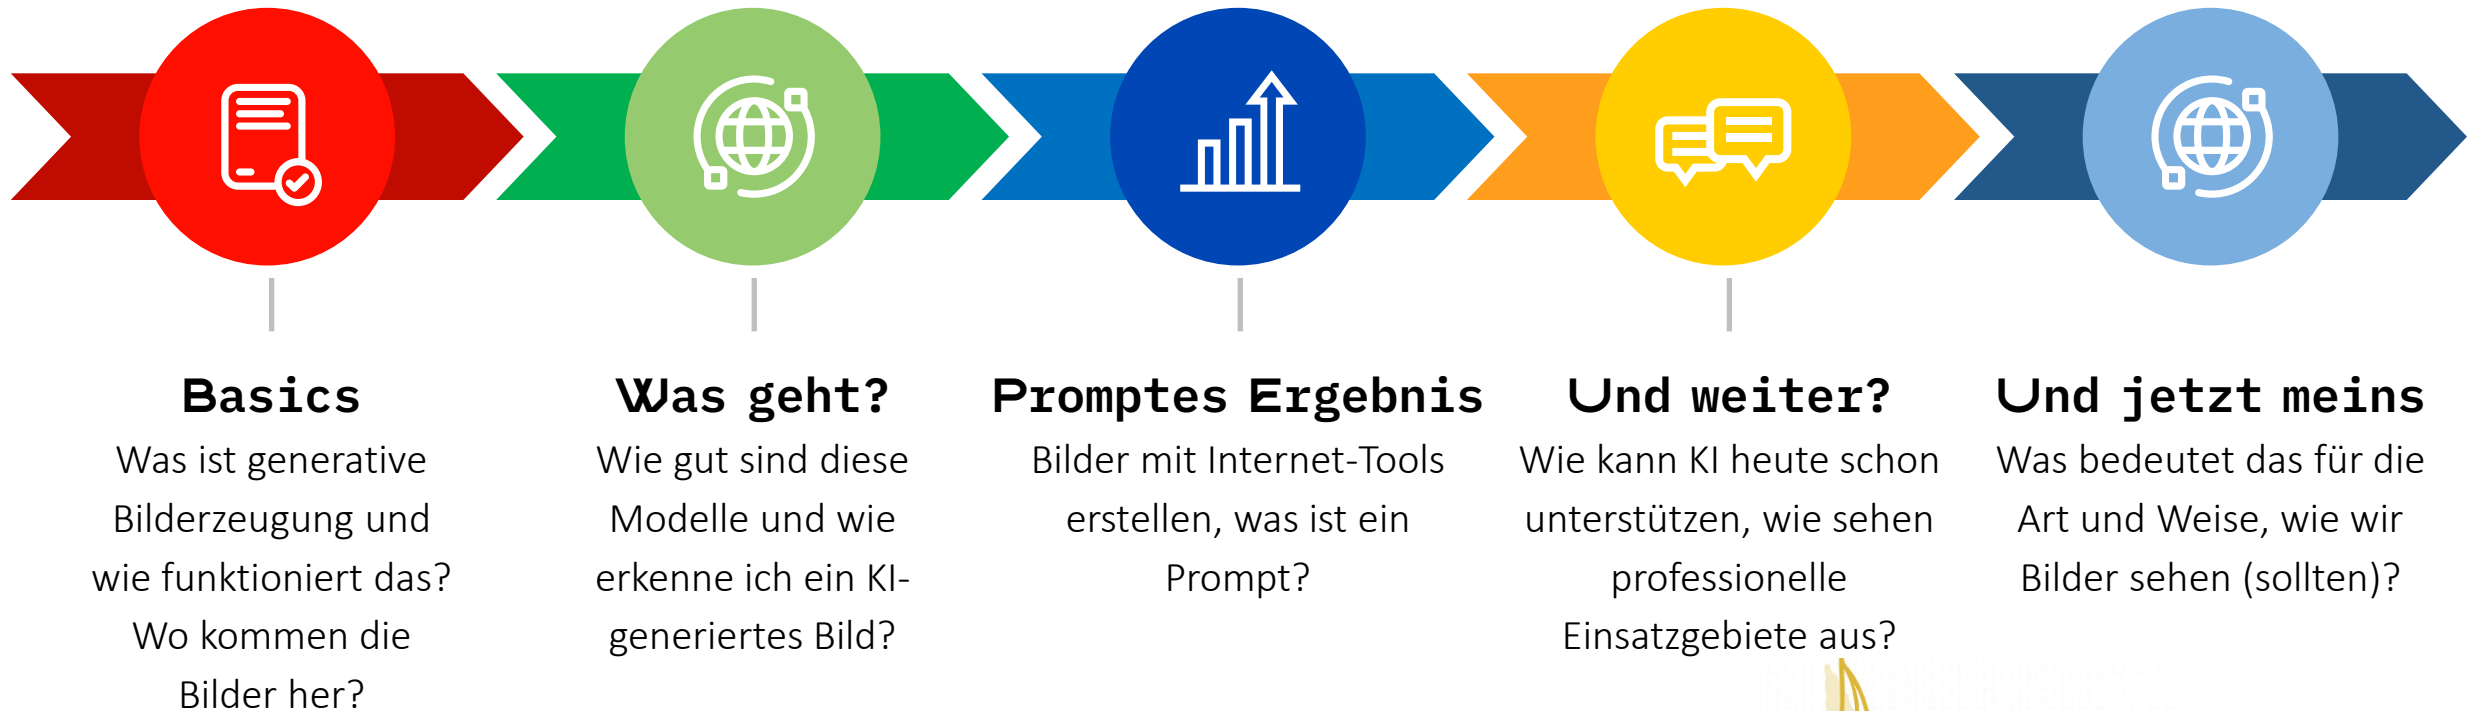 Basics
Was ist generative
Bilderzeugung und
wie funktioniert das?
Wo kommen die
Bilder her?
Was geht?
Wie gut sind diese
Modelle und wie
erkenne ich ein KI-
generiertes Bild?
Promptes Ergebnis
Bilder mit Internet-Tools
erstellen, was ist ein
Prompt?
Und weiter?
Wie kann KI heute schon
unterstützen, wie sehen
professionelle
Einsatzgebiete aus?
Und jetzt meins
Was bedeutet das für die
Art und Weise, wie wir
Bilder sehen (sollten)?